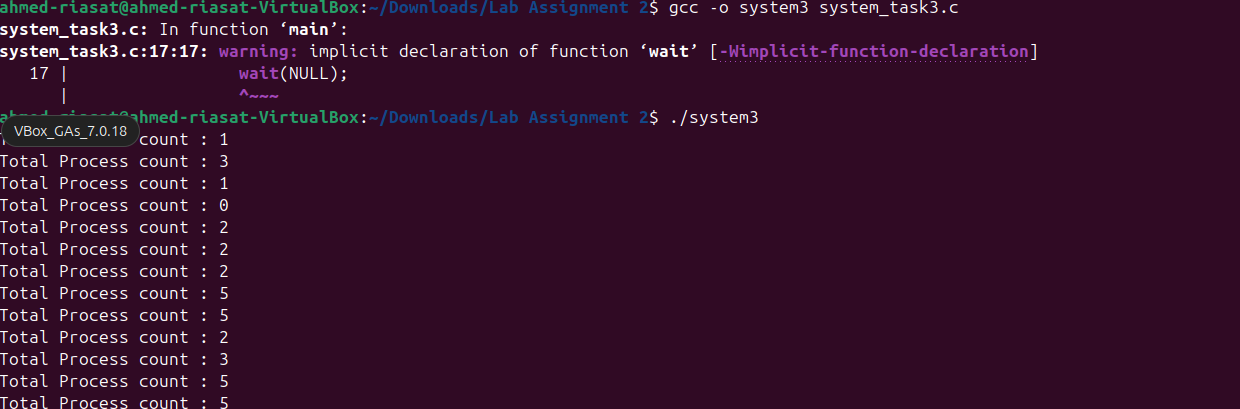 ahmed-riasat@ahmed-riasat-VirtualBox:~/Downloads/Lab Assignment 2$ gcc -o system3 system_task3.c
system_task3.c: In function ‘main’:
system_task3.c:17:17: warning: implicit declaration of function ‘wait’ [-Wimplicit-function-declaration]
17 | wait(NULL);
| ^~~~
ahmed-riasat@ahmed-riasat-VirtualBox:~/Downloads/Lab Assignment 2$ ./system3
VBox_GAs_7.0.18
count : 1
Total Process count : 3
Total Process count : 1
Total Process count : 0
Total Process count : 2
Total Process count : 2
Total Process count : 2
Total Process count : 5
Total Process count : 5
Total Process count : 2
Total Process count : 3
Total Process count : 5
Total Process count : 5